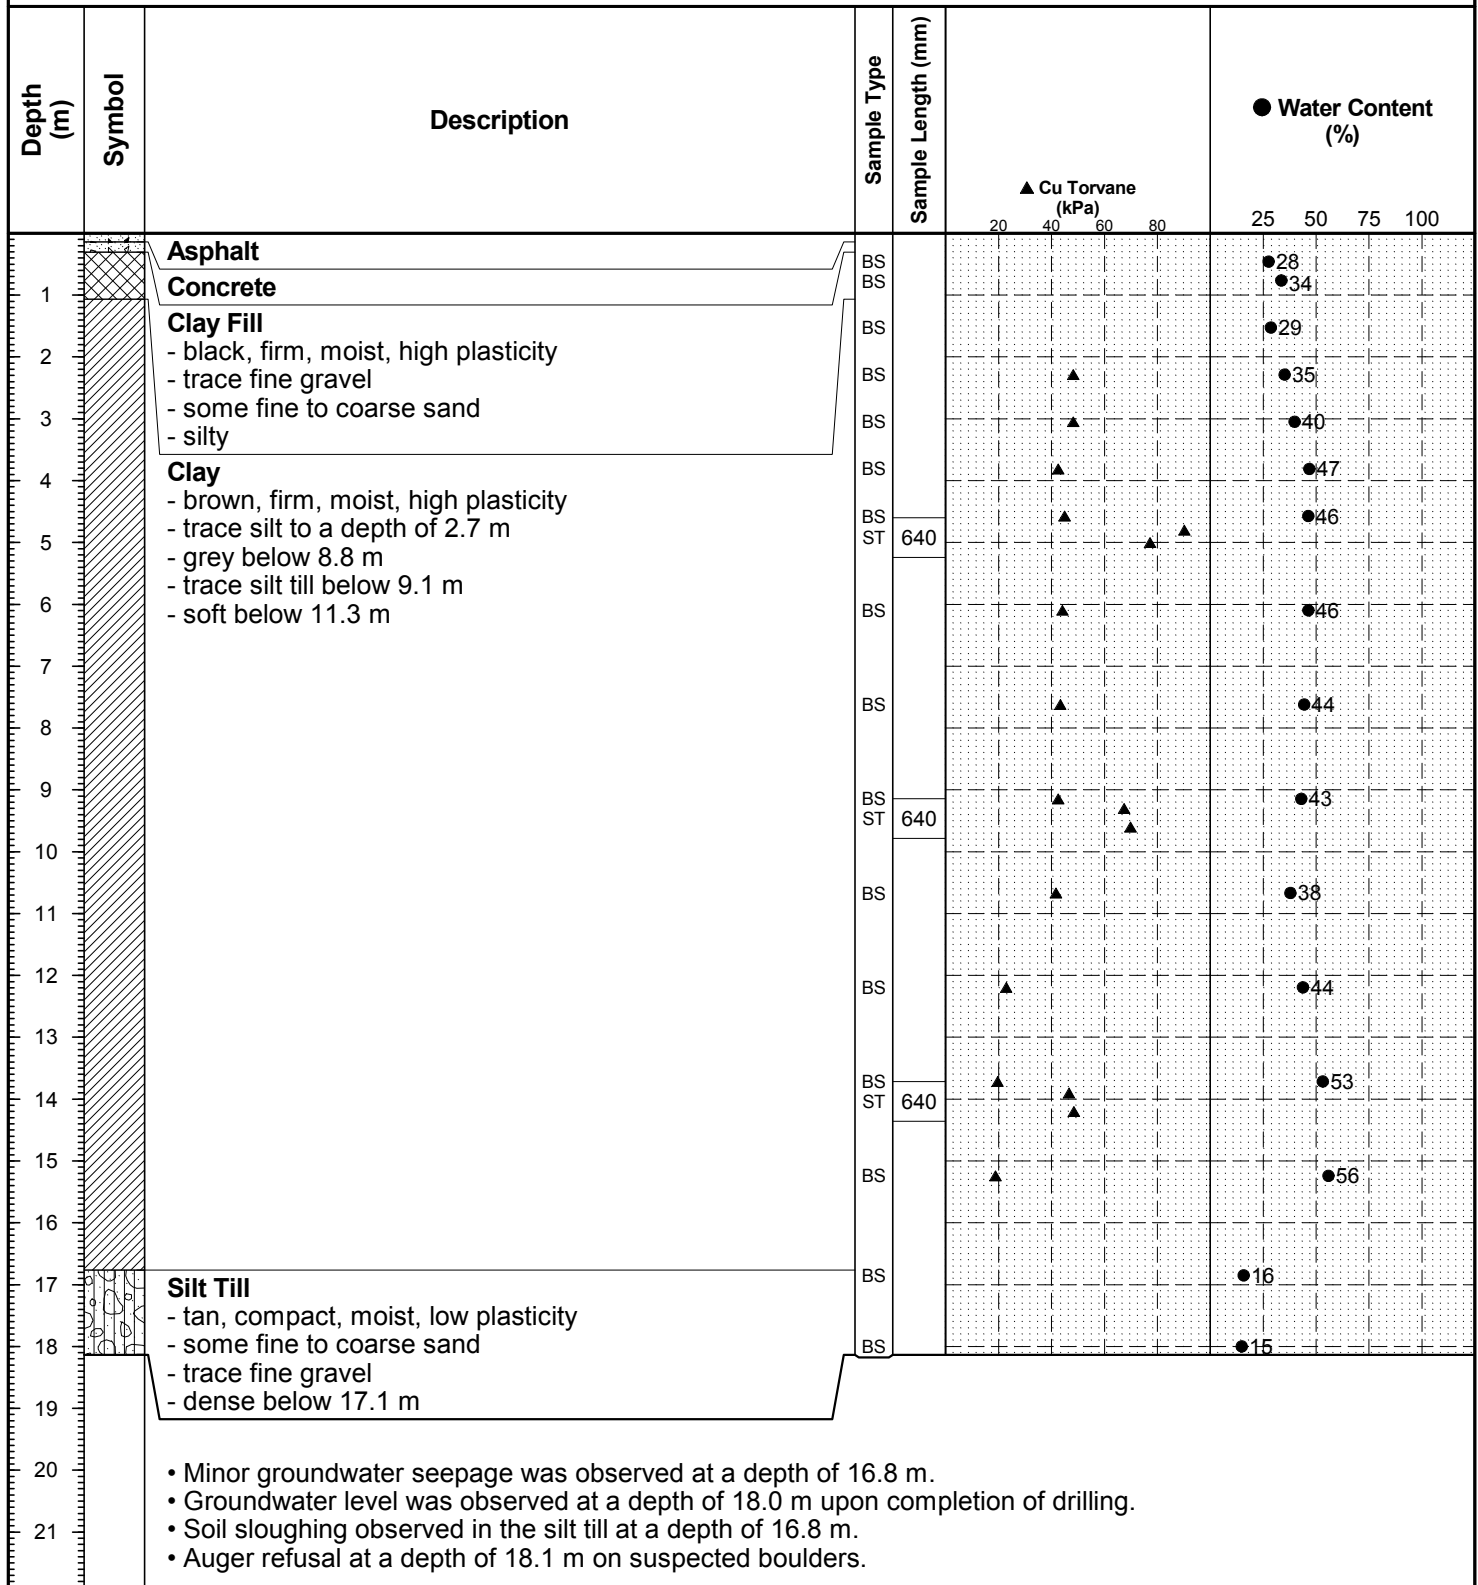 Depth (m)
Symbol
Description
Sample Type
Sample Length (mm)
▲ Cu Torvane
(kPa)
20 40 60 80
● Water Content
(%)
25 50 75 100
Asphalt
BS 28
Concrete
BS 34
1
Clay Fill
BS 29
- black, firm, moist, high plasticity
2
- trace fine gravel
BS 35
- some fine to coarse sand
3
BS 40
- silty
Clay
BS 47
4
- brown, firm, moist, high plasticity
BS 46
- trace silt to a depth of 2.7 m
5
ST 640
- grey below 8.8 m
- trace silt till below 9.1 m
6
BS 46
- soft below 11.3 m
7
BS 44
8
9
BS 43
ST 640
10
BS 38
11
12
BS 44
13
BS 53
14
ST 640
15
BS 56
16
BS 16
17
Silt Till
- tan, compact, moist, low plasticity
- some fine to coarse sand
18
BS 15
- trace fine gravel
- dense below 17.1 m
19
20
• Minor groundwater seepage was observed at a depth of 16.8 m.
• Groundwater level was observed at a depth of 18.0 m upon completion of drilling.
21
• Soil sloughing observed in the silt till at a depth of 16.8 m.
• Auger refusal at a depth of 18.1 m on suspected boulders.